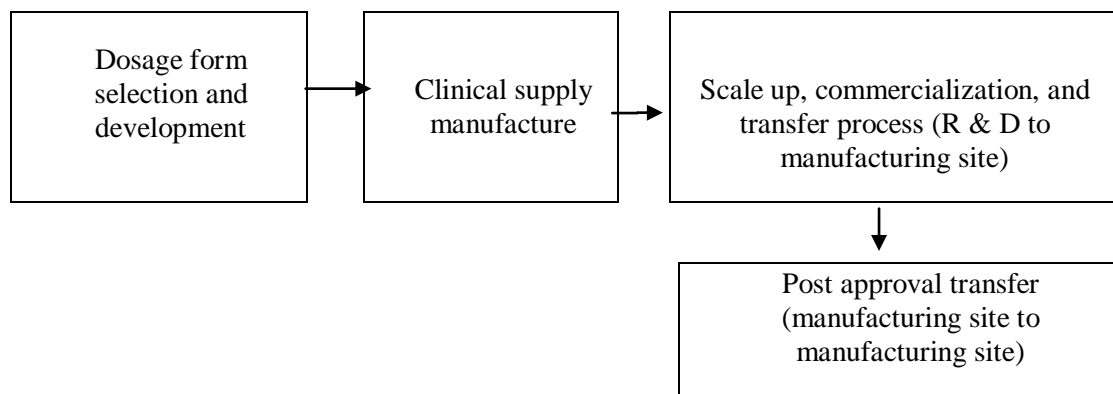 Dosage form
selection and
development
Clinical supply
manufacture
Scale up, commercialization, and
transfer process (R & D to
manufacturing site)
Post approval transfer
(manufacturing site to
manufacturing site)